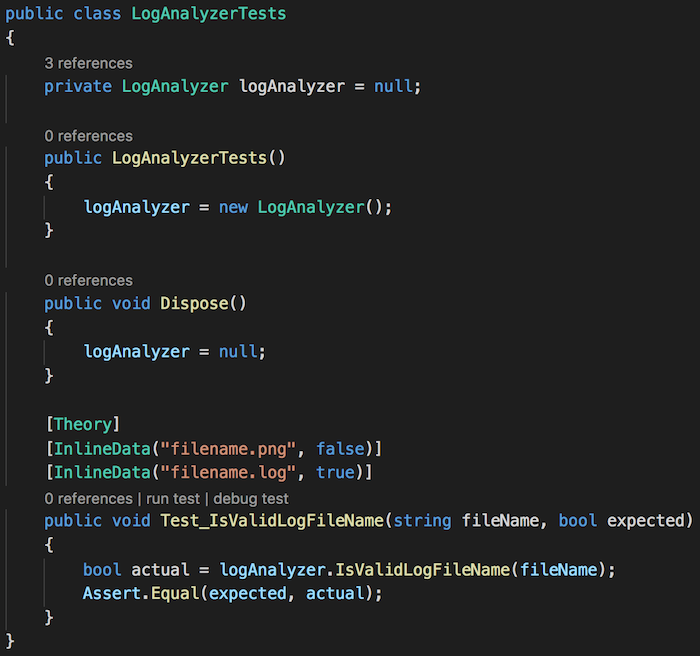 public class LogAnalyzerTests
{
3 references
private LogAnalyzer logAnalyzer = null;
0 references
public LogAnalyzerTests()
{
logAnalyzer = new LogAnalyzer();
}
0 references
public void Dispose()
{
logAnalyzer = null;
}
[Theory]
[InlineData("filename.png", false)]
[InlineData("filename.log", true)]
0 references | run test | debug test
public void Test_IsValidLogFileName(string fileName, bool expected)
{
bool actual = logAnalyzer.IsValidLogFileName(fileName);
Assert.Equal(expected, actual);
}
}